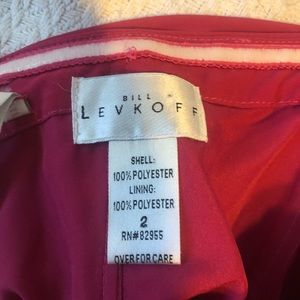 BILL
LEVKOFF
SHELL:
100% POLYESTER
LINING:
100% POLYESTER
2
RN#82955
OVER FOR CARE